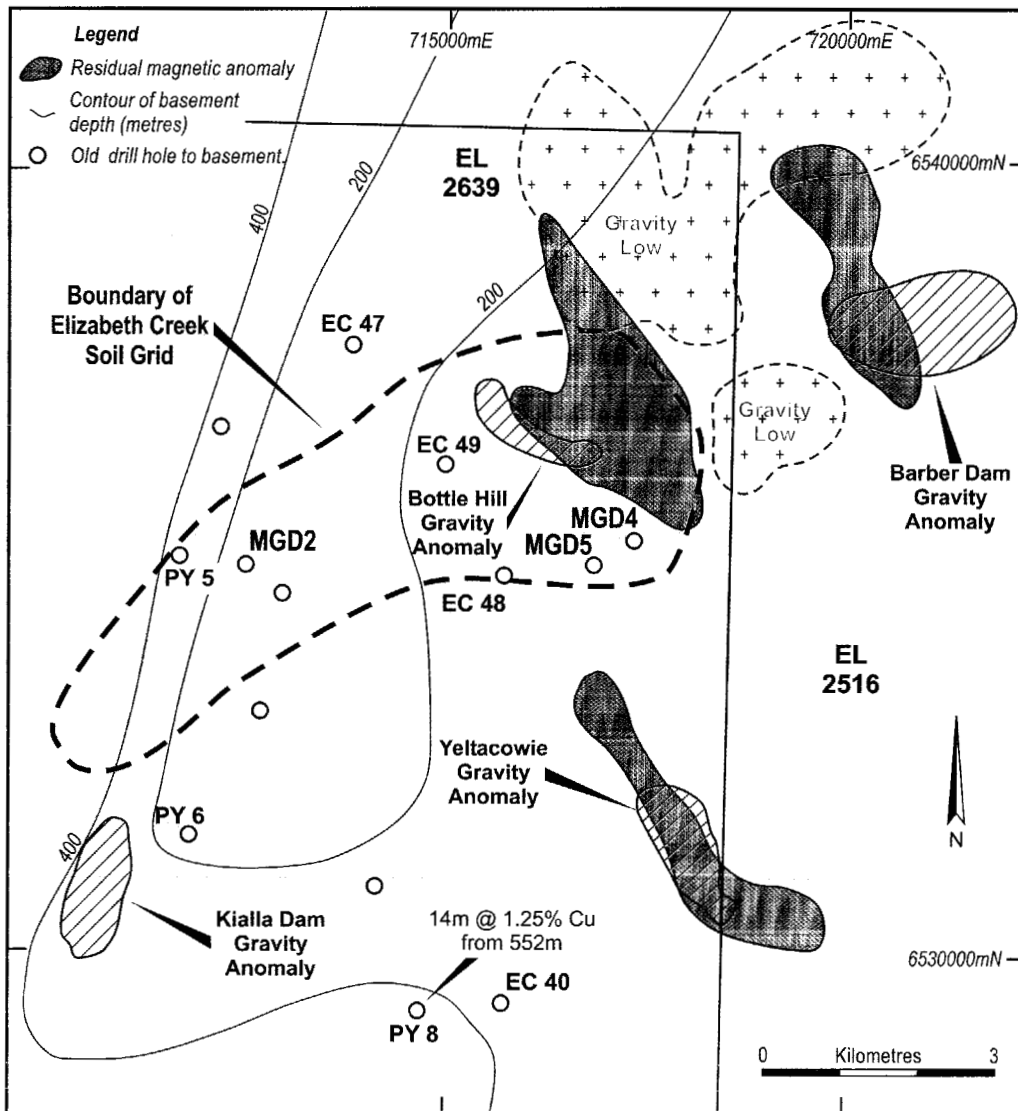 Legend
Residual magnetic anomaly
Contour of basement
depth (metres)
Old drill hole to basement.
715000mE
720000mE
6540000mN
EL
2639
400
200
200
Gravity
Low
Boundary of
Elizabeth Creek
Soil Grid
EC 47
EC 49
Gravity
Low
Barber Dam
Gravity
Anomaly
Bottle Hill
Gravity
Anomaly
MGD4
MGD5
MGD2
PY 5
EC 48
EL
2516
Yeltacowie
Gravity
Anomaly
PY 6
400
N
Kialla Dam
Gravity
Anomaly
14m @ 1.25% Cu
from 552m
6530000mN
EC 40
PY 8
0 Kilometres 3